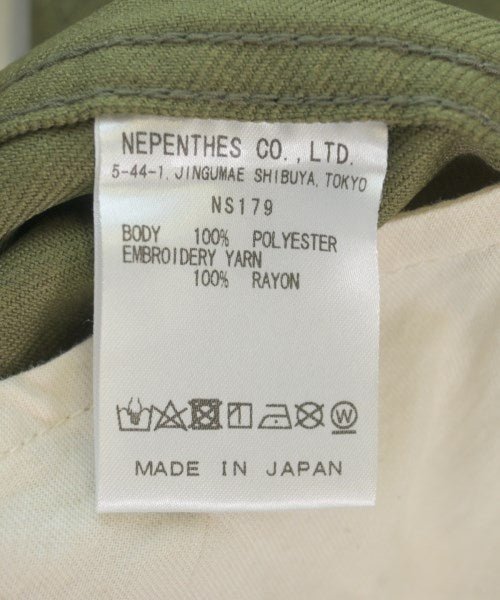 NEPENTHES CO.,LTD.
5-44-1, JINGUMAE SHIBUYA, TOKYO
NS179
BODY 100% POLYESTER
EMBROIDERY YARN
100% RAYON
W
MADE IN JAPAN